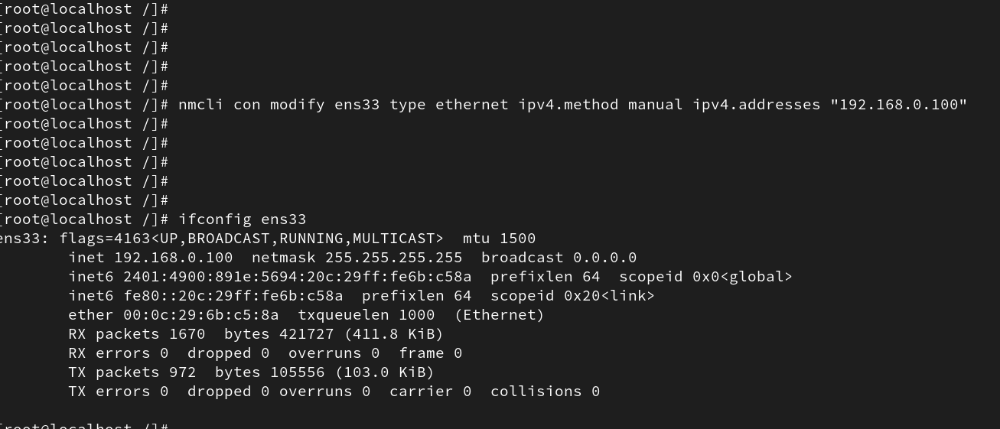 [root@localhost /]#
[root@localhost /]#
[root@localhost /]#
[root@localhost /]#
[root@localhost /]#
[root@localhost /]# nmcli con modify ens33 type ethernet ipv4.method manual ipv4.addresses "192.168.0.100"
[root@localhost /]#
[root@localhost /]#
[root@localhost /]#
[root@localhost /]#
[root@localhost /]#
[root@localhost /]# ifconfig ens33
ens33: flags=4163<UP,BROADCAST,RUNNING,MULTICAST>  mtu 1500
        inet 192.168.0.100  netmask 255.255.255.255  broadcast 0.0.0.0
        inet6 2401:4900:891e:5694:20c:29ff:fe6b:c58a  prefixlen 64  scopeid 0x0<global>
        inet6 fe80::20c:29ff:fe6b:c58a  prefixlen 64  scopeid 0x20<link>
        ether 00:0c:29:6b:c5:8a  txqueuelen 1000  (Ethernet)
        RX packets 1670  bytes 421727 (411.8 KiB)
        RX errors 0  dropped 0  overruns 0  frame 0
        TX packets 972  bytes 105556 (103.0 KiB)
        TX errors 0  dropped 0 overruns 0  carrier 0  collisions 0
[root@localhost /]#